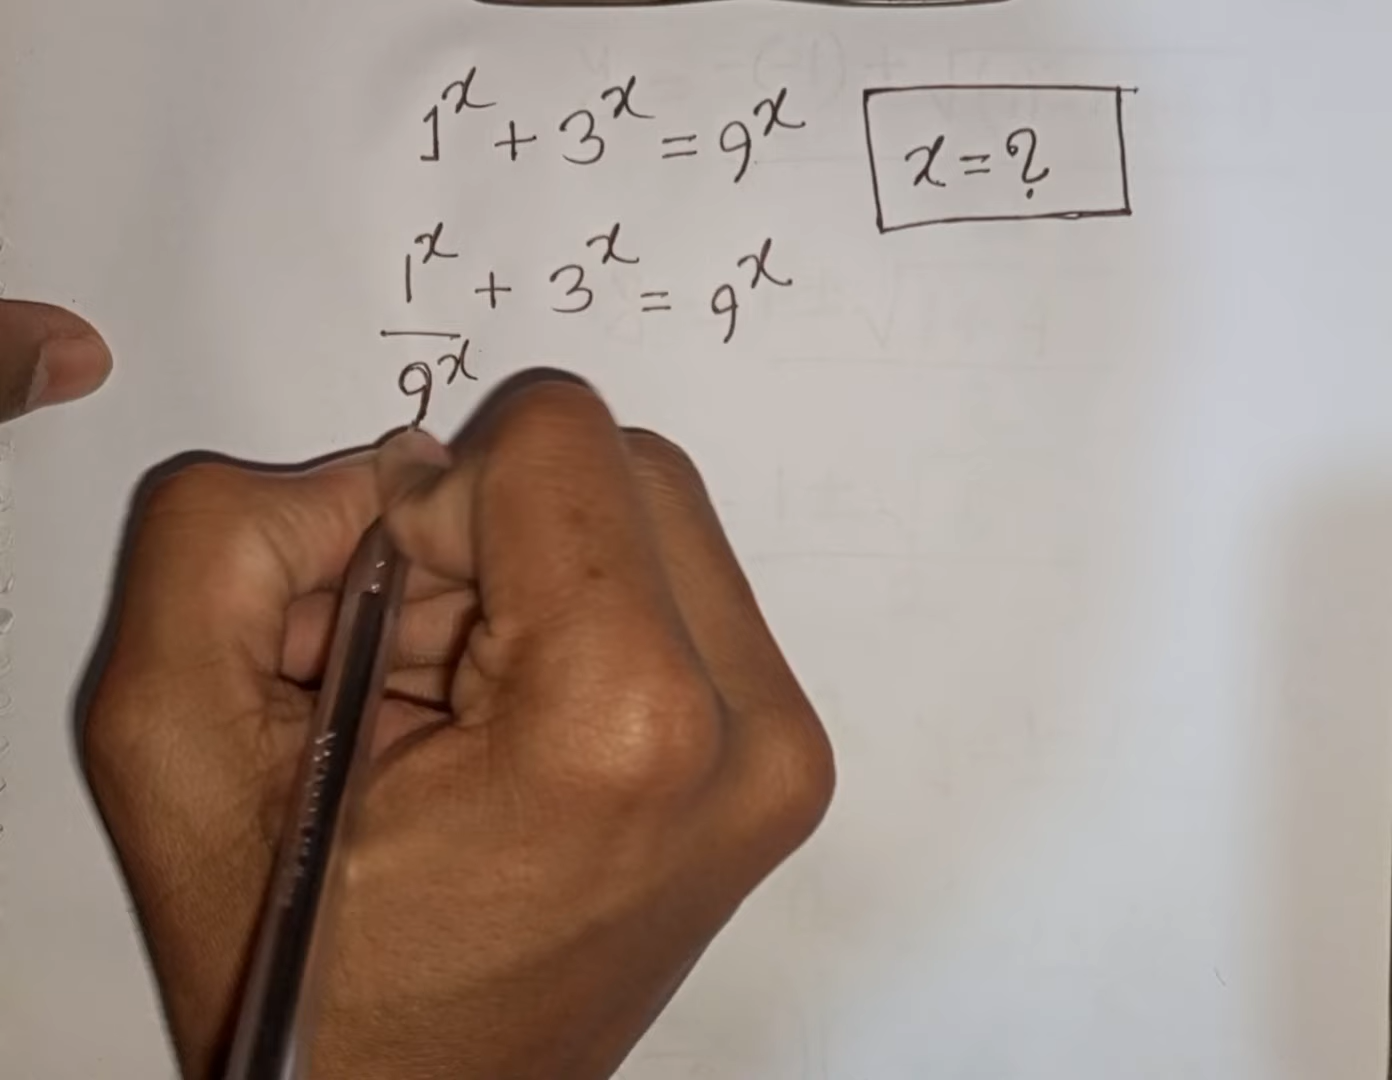 1^x + 3^x = 9^x
x = ?
1^x/9^x + 3^x = 9^x